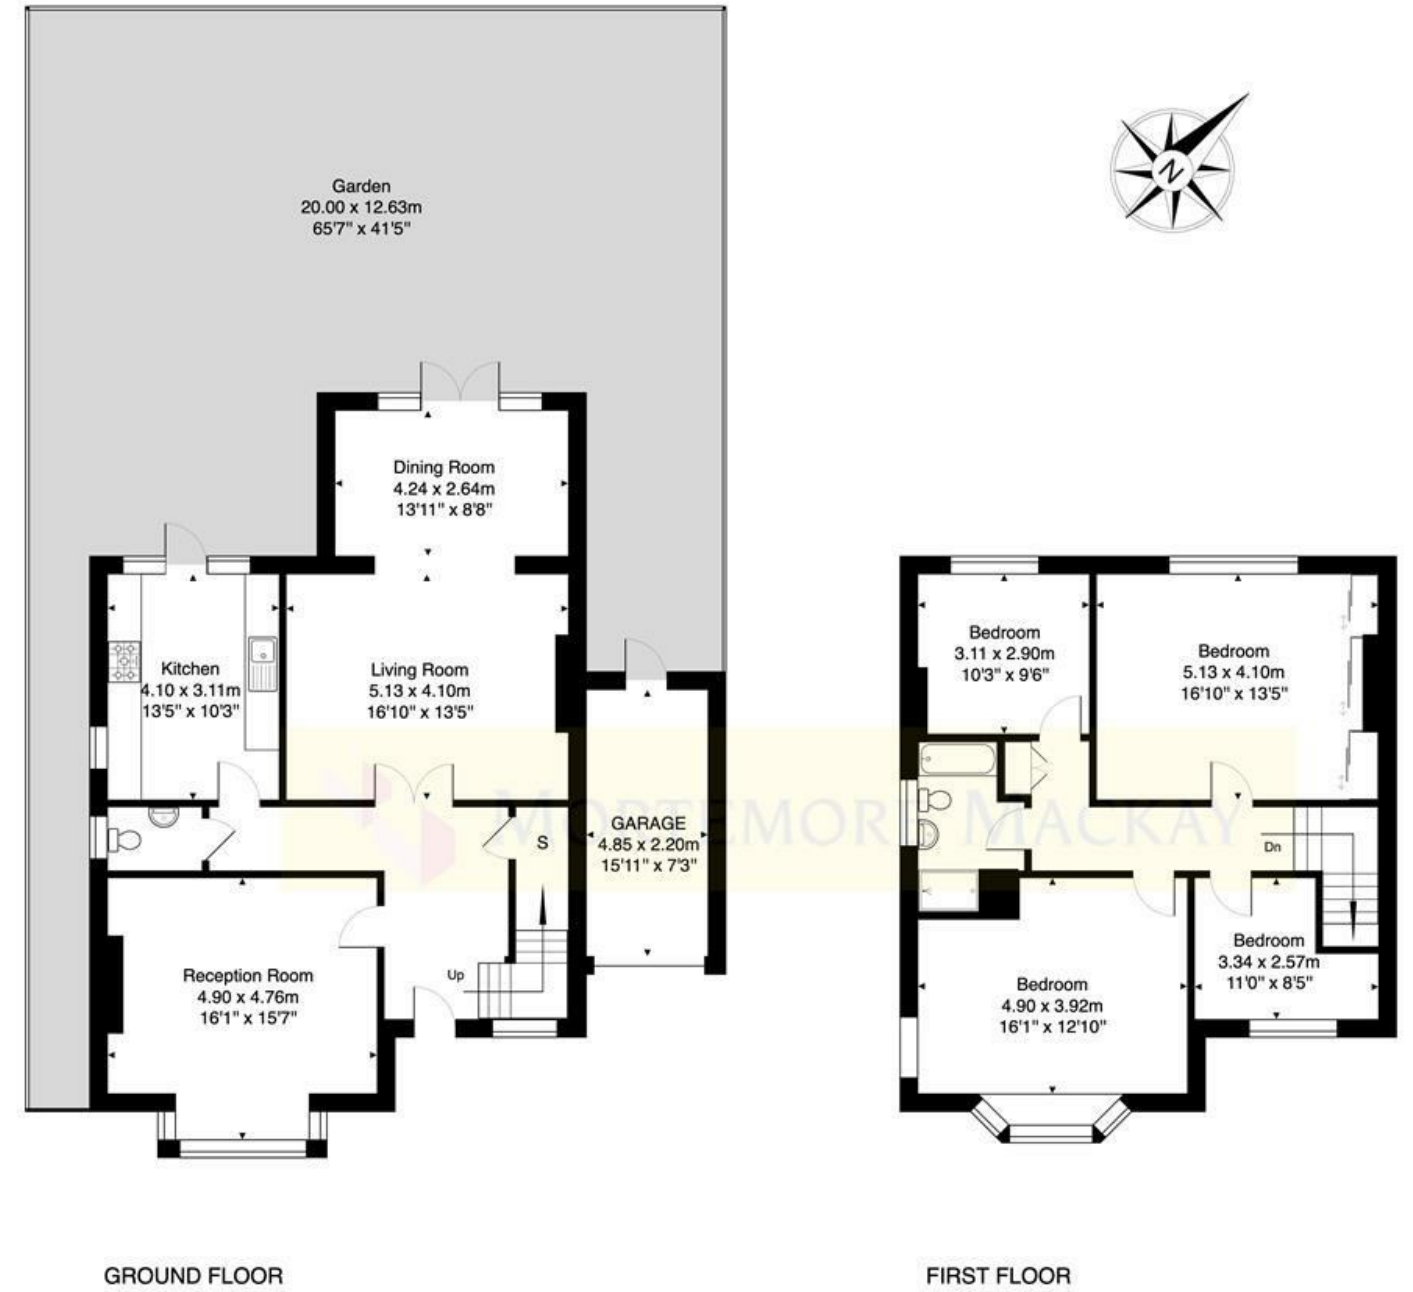 Garden
20.00 x 12.63m
65'7" x 41'5"
N
Dining Room
4.24 x 2.64m
13'11" x 8'8"
Kitchen
4.10 x 3.11m
13'5" x 10'3"
Living Room
5.13 x 4.10m
16'10" x 13'5"
Bedroom
3.11 x 2.90m
10'3" x 9'6"
Bedroom
5.13 x 4.10m
16'10" x 13'5"
MORTEMORE MACKAY
GARAGE
4.85 x 2.20m
15'11" x 7'3"
S
Dn
Reception Room
4.90 x 4.76m
16'1" x 15'7"
Up
Bedroom
4.90 x 3.92m
16'1" x 12'10"
Bedroom
3.34 x 2.57m
11'0" x 8'5"
GROUND FLOOR
FIRST FLOOR